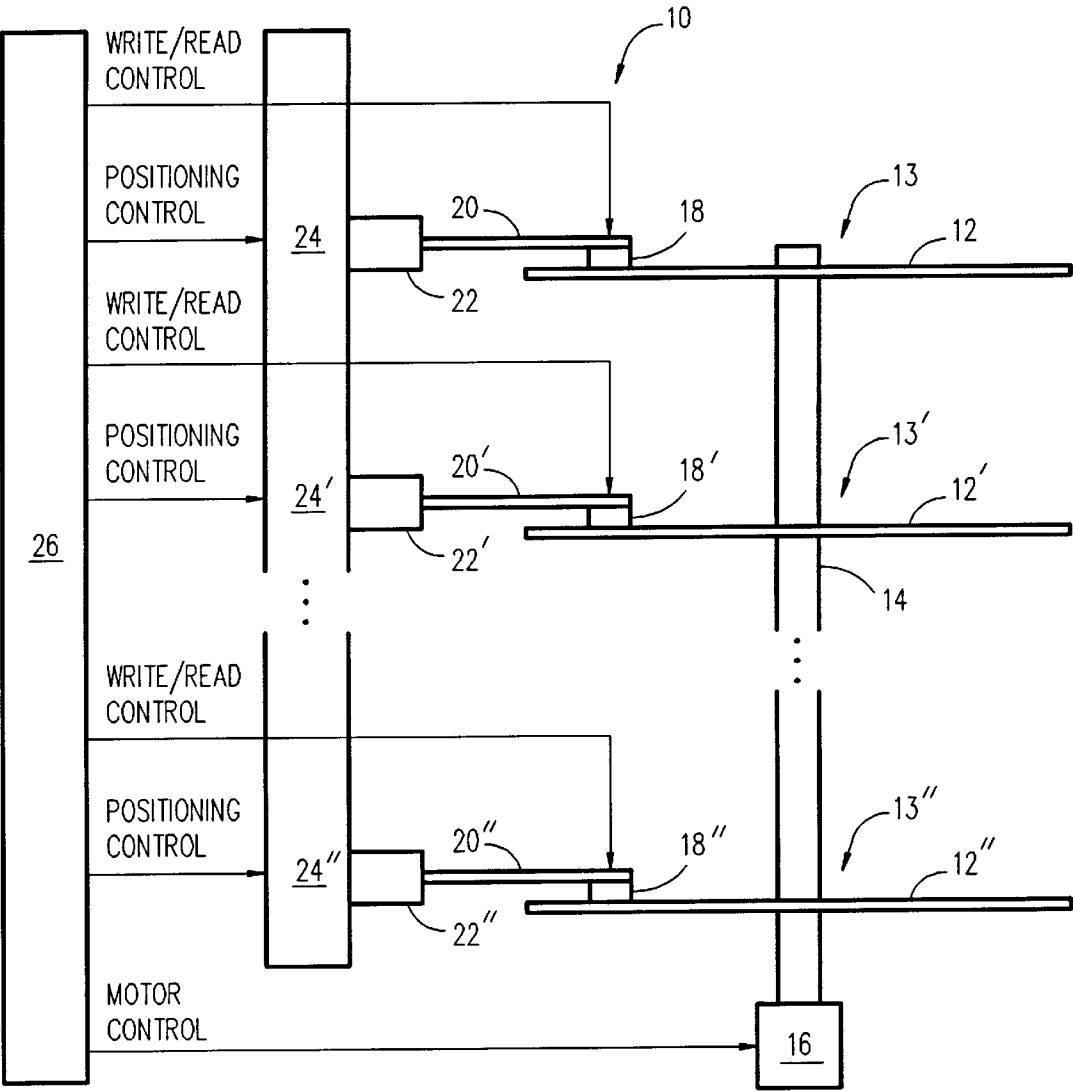 10
WRITE/READ
CONTROL
POSITIONING
CONTROL
24
20
18
13
12
22
WRITE/READ
CONTROL
POSITIONING
CONTROL
24′
20′
18′
13′
12′
22′
14
26
WRITE/READ
CONTROL
POSITIONING
CONTROL
24″
20″
18″
13″
12″
22″
MOTOR
CONTROL
16